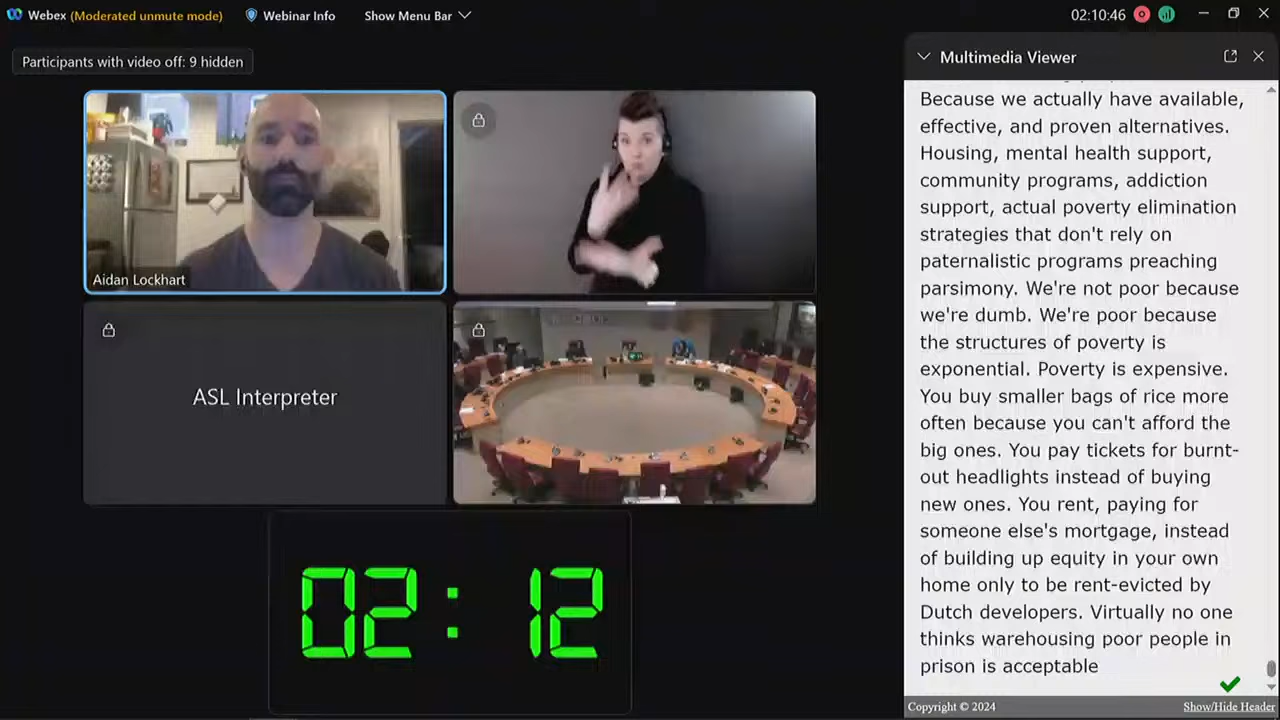 Webex (Moderated unmute mode) Webinar Info Show Menu Bar 02:10:46
Participants with video off: 9 hidden
Aidan Lockhart
ASL Interpreter
02:12
Multimedia Viewer
Because we actually have available,
effective, and proven alternatives.
Housing, mental health support,
community programs, addiction
support, actual poverty elimination
strategies that don't rely on
paternalistic programs preaching
parsimony. We're not poor because
we're dumb. We're poor because
the structures of poverty is
exponential. Poverty is expensive.
You buy smaller bags of rice more
often because you can't afford the
big ones. You pay tickets for burnt-
out headlights instead of buying
new ones. You rent, paying for
someone else's mortgage, instead
of building up equity in your own
home only to be rent-evicted by
Dutch developers. Virtually no one
thinks warehousing poor people in
prison is acceptable
Copyright © 2024 Show/Hide Header